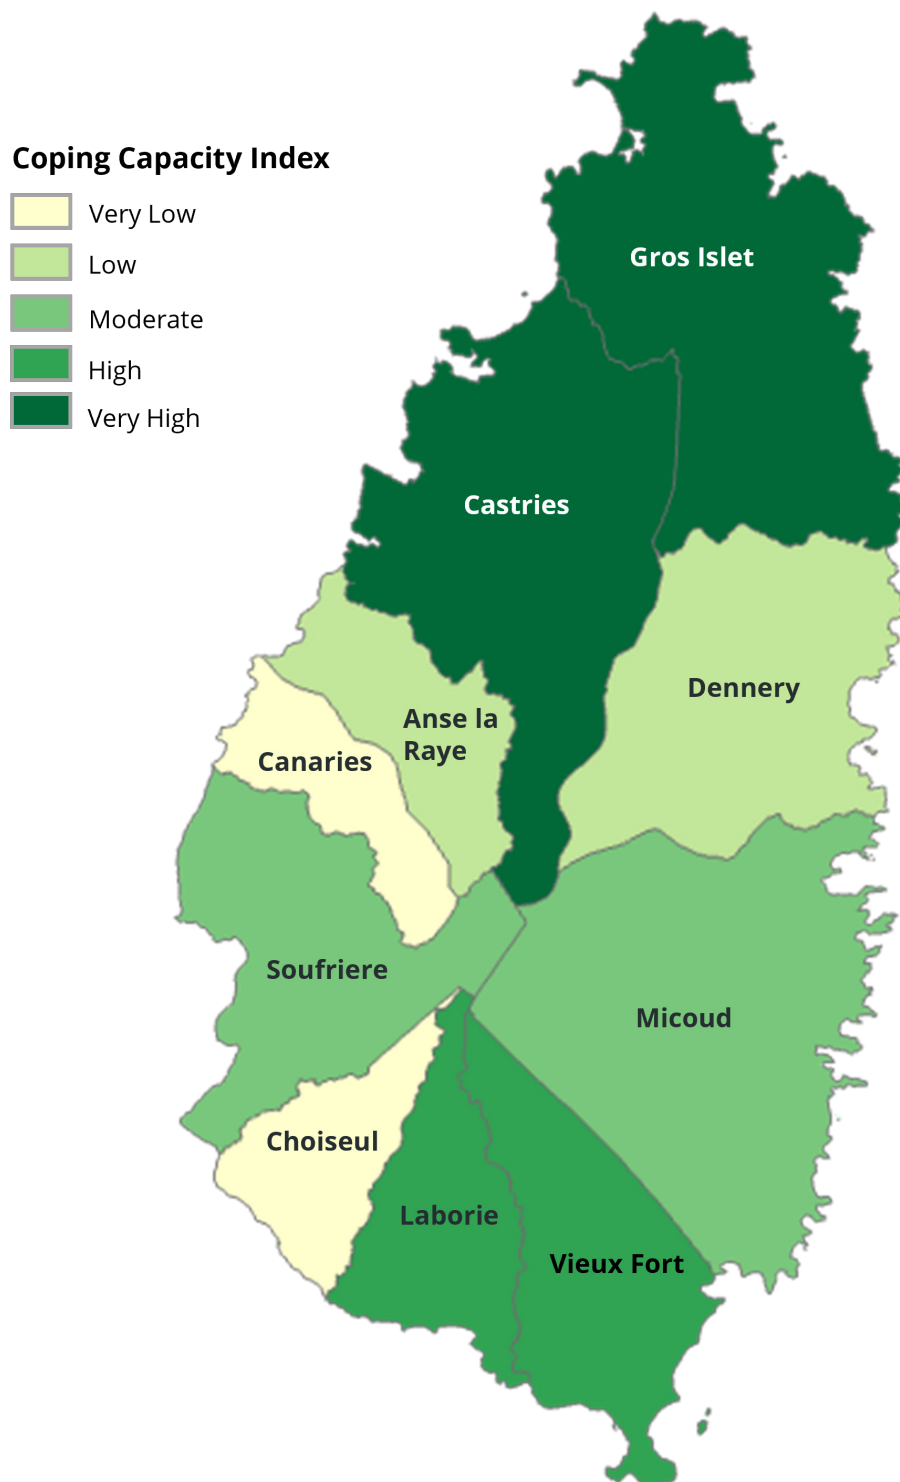 Coping Capacity Index
Very Low
Low
Moderate
High
Very High
Gros Islet
Castries
Dennery
Anse la
Raye
Canaries
Soufriere
Micoud
Choiseul
Laborie
Vieux Fort